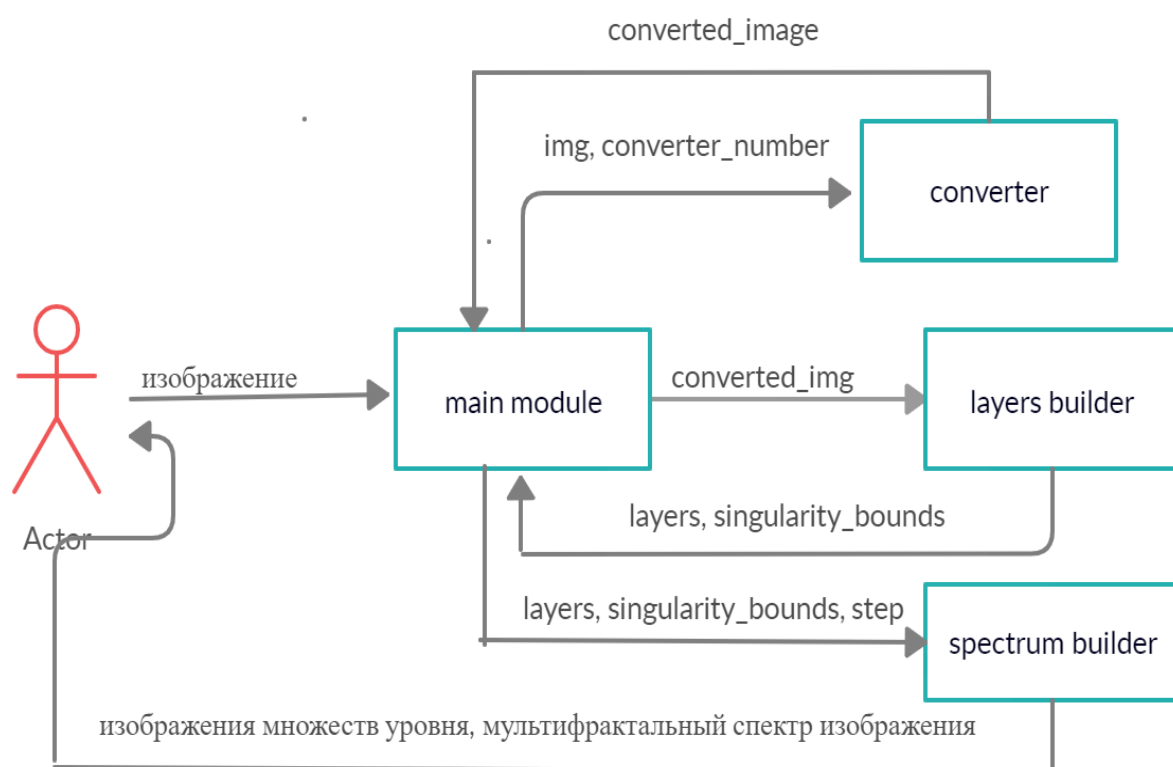 converted_image
img, converter_number
converter
изображение
main module
converted_img
layers builder
Actor
layers, singularity_bounds
layers, singularity_bounds, step
spectrum builder
изображения множеств уровня, мультифрактальный спектр изображения